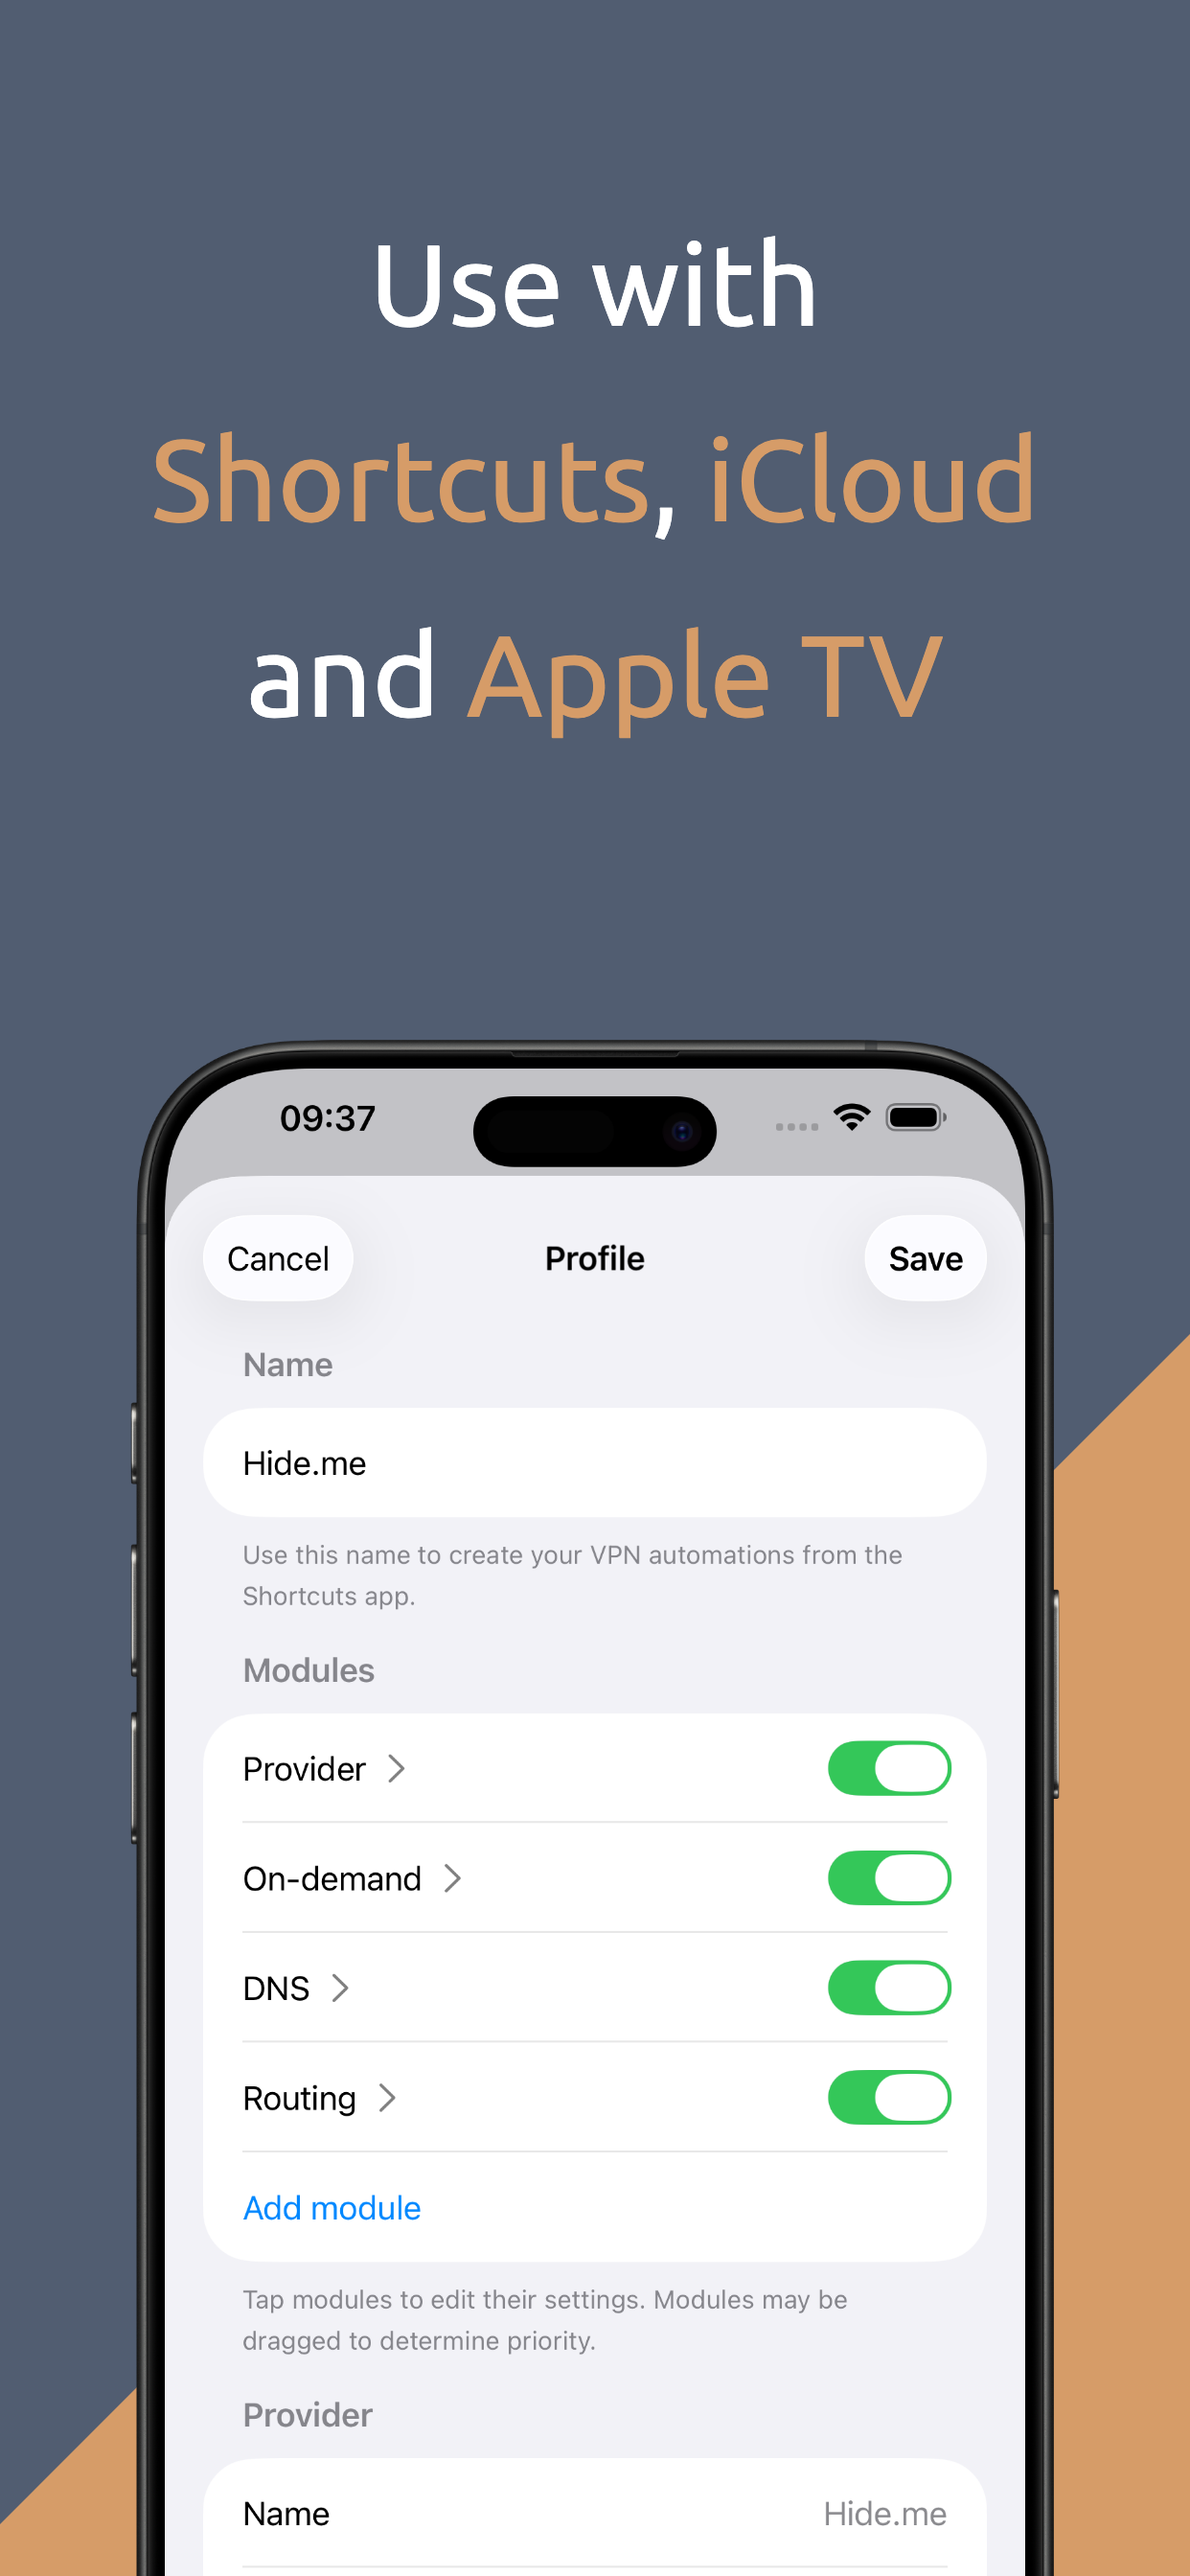 Use with
Shortcuts, iCloud
and Apple TV
09:37
Cancel
Profile
Save
Name
Hide.me
Use this name to create your VPN automations from the
Shortcuts app.
Modules
Provider
On-demand
DNS
Routing
Add module
Tap modules to edit their settings. Modules may be
dragged to determine priority.
Provider
Name Hide.me